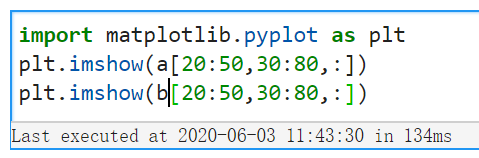 import matplotlib.pyplot as plt
plt.imshow(a[20:50,30:80,:])
plt.imshow(b[20:50,30:80,:])
Last executed at 2020-06-03 11:43:30 in 134ms